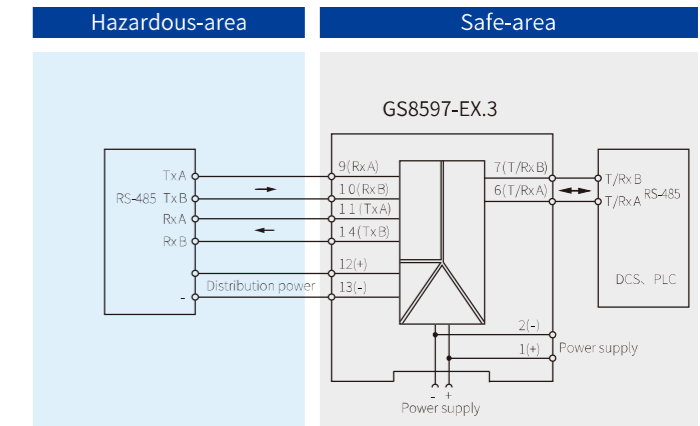 Hazardous-area
Safe-area
GS8597-EX.3
TxA
RS-485 TxB
RxA
RxB
-
Distribution power
9(RxA)
10(RxB)
11(TxA)
14(TxB)
12(+)
13(-)
7(T/RxB)
6(T/RxA)
T/RxB
T/RxA RS-485
DCS、PLC
2(-)
1(+)
Power supply
- +
Power supply